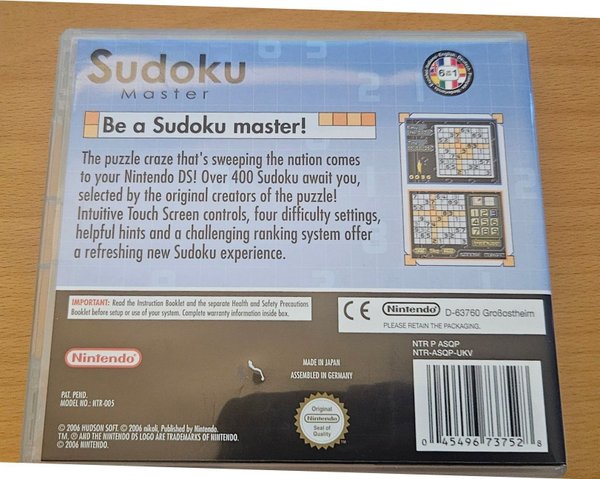 Sudoku
Master
Be a Sudoku master!
The puzzle craze that's sweeping the nation comes
to your Nintendo DS! Over 400 Sudoku await you,
selected by the original creators of the puzzle!
Intuitive Touch Screen controls, four difficulty settings,
helpful hints and a challenging ranking system offer
a refreshing new Sudoku experience.
IMPORTANT: Read the Instruction Booklet and the separate Health and Safety Precautions
Booklet before setup or use of your system. Complete warranty information inside box.
CE Nintendo D-63760 Großostheim
PLEASE RETAIN THE PACKAGING.
NTR P ASQP
NTR-ASQP-UKV
Nintendo®
MADE IN JAPAN
ASSEMBLED IN GERMANY
PAT. PEND.
MODEL NO.: NTR-005
Original
Nintendo
Seal of
Quality
© 2006 HUDSON SOFT. © 2006 nikoli, Published by Nintendo.
TM, ® AND THE NINTENDO DS LOGO ARE TRADEMARKS OF NINTENDO.
© 2006 NINTENDO.
0 45496 73752 8